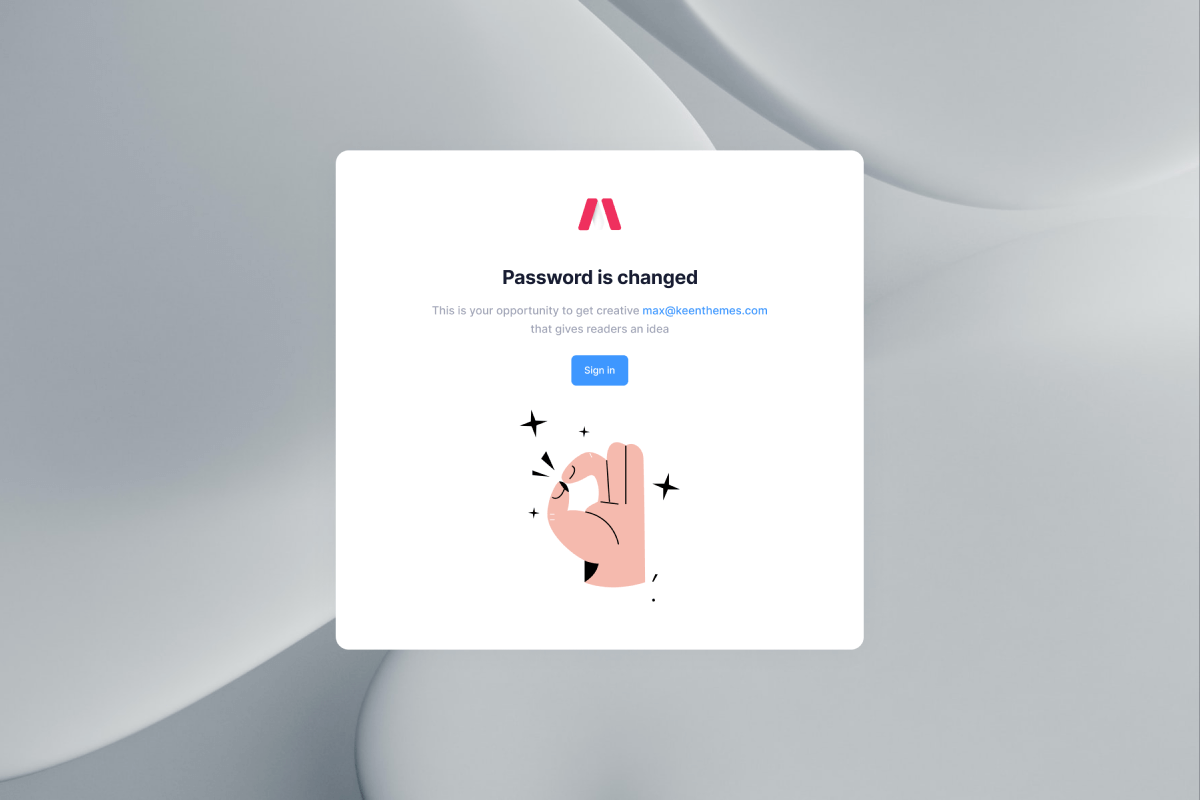 Password is changed
This is your opportunity to get creative max@keenthemes.com
that gives readers an idea
Sign in